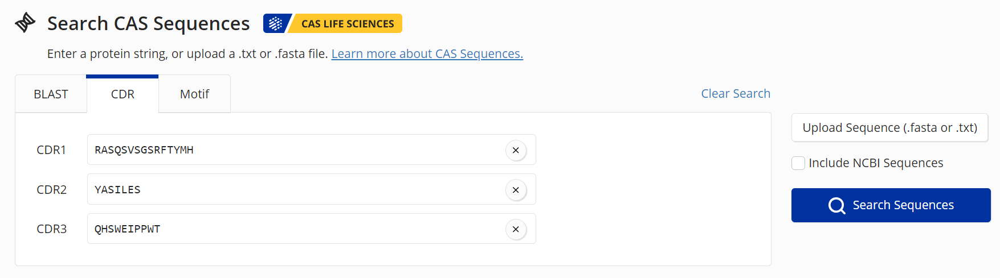 Search CAS Sequences CAS LIFE SCIENCES
Enter a protein string, or upload a .txt or .fasta file. Learn more about CAS Sequences.
BLAST CDR Motif Clear Search
Upload Sequence (.fasta or .txt)
CDR1 RASQSVSGSRFTYMH
Include NCBI Sequences
CDR2 YASILES
Search Sequences
CDR3 QHSWEIPPWT